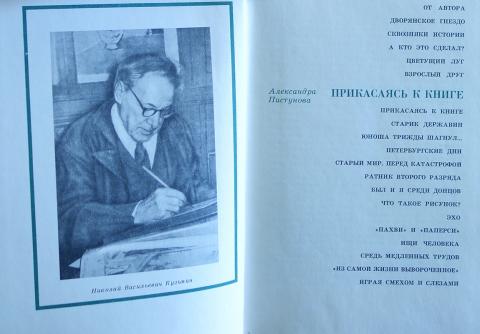 Николай Васильевич Кузьмин
ОТ АВТОРА
ДВОРЯНСКОЕ ГНЕЗДО
СКВОЗНЯКИ ИСТОРИИ
А КТО ЭТО СДЕЛАЛ?
ЦВЕТУЩИЙ ЛУГ
ВЗРОСЛЫЙ ДРУГ
Александра
Пистунова
ПРИКАСАЯСЬ К КНИГЕ
ПРИКАСАЯСЬ К КНИГЕ
СТАРИК ДЕРЖАВИН
ЮНОША ТРИЖДЫ ШАГНУЛ...
ПЕТЕРБУРГСКИЕ ДНИ
СТАРЫЙ МИР. ПЕРЕД КАТАСТРОФОЙ
РАТНИК ВТОРОГО РАЗРЯДА
БЫЛ И Я СРЕДИ ДОНЦОВ
ЧТО ТАКОЕ РИСУНОК?
ЭХО
«ПАХВИ» И «ПАПЕРСИ»
ИЩИ ЧЕЛОВЕКА
СРЕДЬ МЕДЛЕННЫХ ТРУДОВ
«ИЗ САМОЙ ЖИЗНИ ВЫВОРОЧЕННОЕ»
ИГРАЯ СМЕХОМ И СЛЕЗАМИ